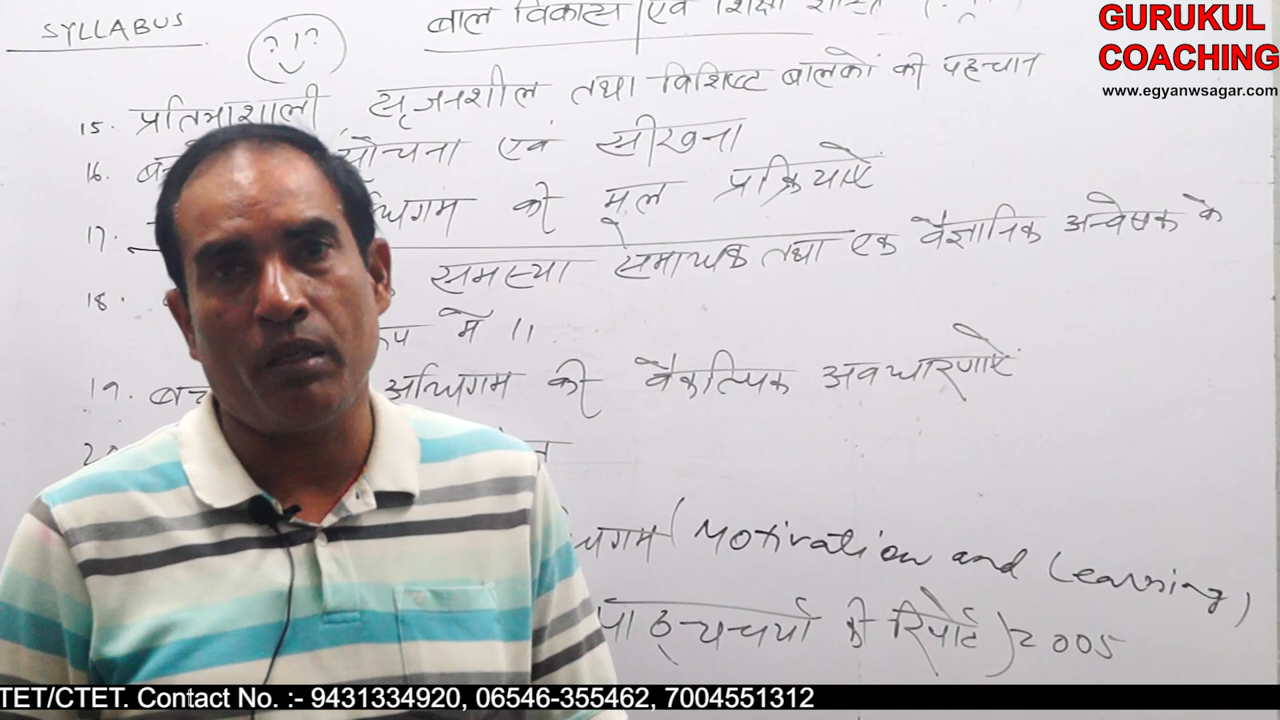 SYLLABUS
बाल विकास एवं शिक्षा
? ! ?
GURUKUL
COACHING
www.egyanwsagar.com
15. प्रतिभाशाली, सृजनशील तथा विशिष्ट बालकों की पहचान
16. सोचना एवं सीखना
17. की मूल प्रक्रियाएँ
18. समस्या समाधक तथा एक वैज्ञानिक अन्वेषक के
में ।।
19. अधिगम की वैकल्पिक अवधारणाएँ
(Motivation and Learning)
पाठ्यचर्या की रिपोर्ट) 2005
TET/CTET. Contact No. :- 9431334920, 06546-355462, 7004551312